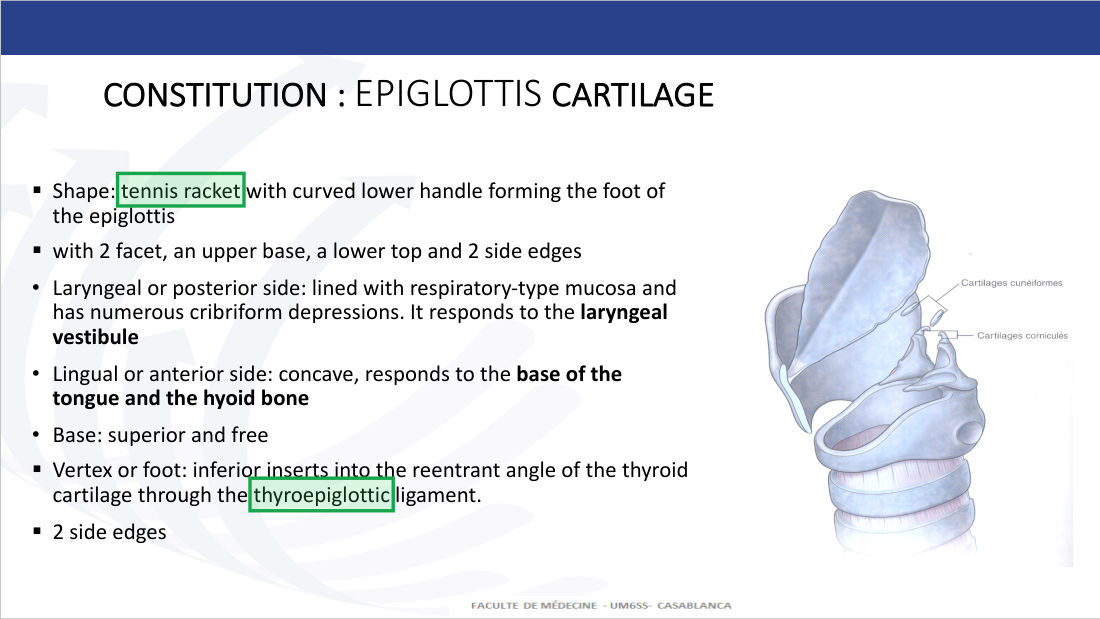 CONSTITUTION : EPIGLOTTIS CARTILAGE
▪ Shape: tennis racket with curved lower handle forming the foot of
the epiglottis
▪ with 2 facet, an upper base, a lower top and 2 side edges
• Laryngeal or posterior side: lined with respiratory-type mucosa and
has numerous cribriform depressions. It responds to the laryngeal
vestibule
• Lingual or anterior side: concave, responds to the base of the
tongue and the hyoid bone
• Base: superior and free
▪ Vertex or foot: inferior inserts into the reentrant angle of the thyroid
cartilage through the thyroepiglottic ligament.
▪ 2 side edges
Cartilages cunéiformes
Cartilages corniculés
FACULTE DE MÉDECINE - UM6SS- CASABLANCA